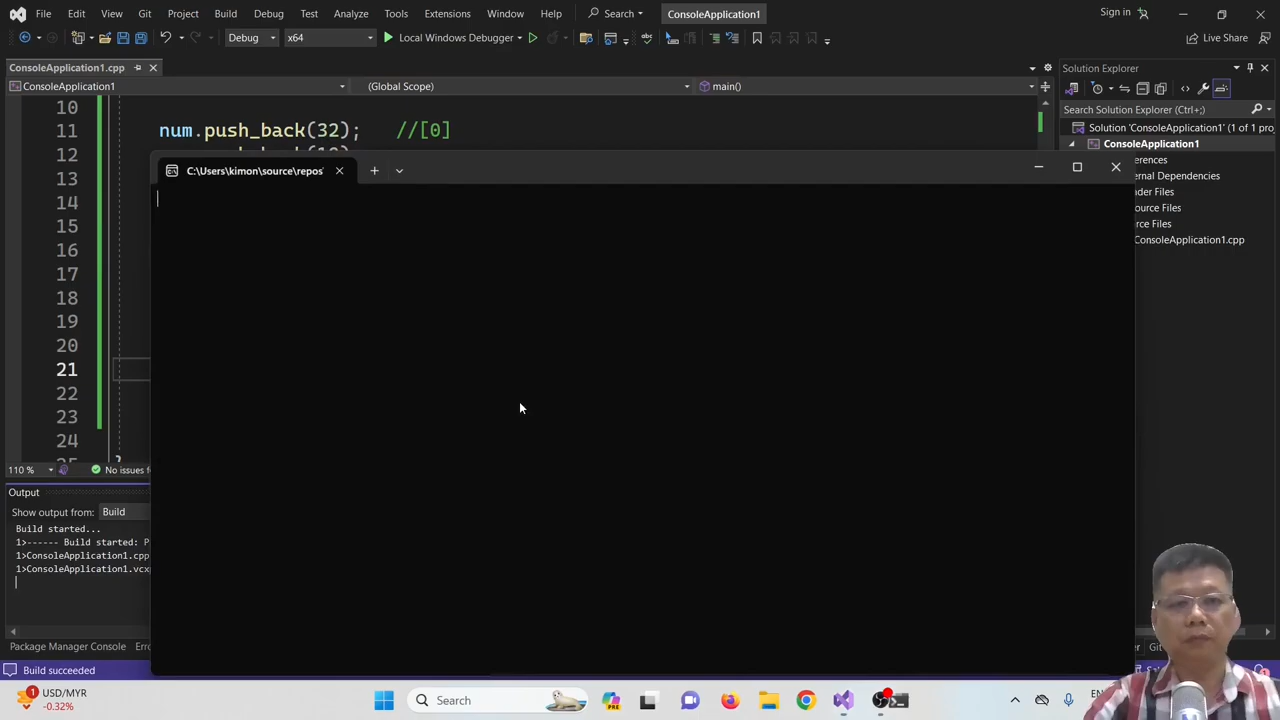 File Edit View Git Project Build Debug Test Analyze Tools Extensions Window Help Search ConsoleApplication1 Sign in
Debug x64 Local Windows Debugger Live Share
ConsoleApplication1.cpp Solution Explorer
ConsoleApplication1 (Global Scope) main()
Search Solution Explorer (Ctrl+;)
Solution 'ConsoleApplication1' (1 of 1 pro
ConsoleApplication1
erences
ernal Dependencies
der Files
ource Files
rce Files
ConsoleApplication1.cpp
10
11 num.push_back(32); //[0]
12
13
14
15
16
17
18
19
20
21
22
23
24
C:\Users\kimon\source\repos\
110 % No issues f
Output
Show output from: Build
Build started...
1>------ Build started: P
1>ConsoleApplication1.cpp
1>ConsoleApplication1.vcx
Package Manager Console Erro
Build succeeded
USD/MYR
-0.32%
1
Search
PRE
EN